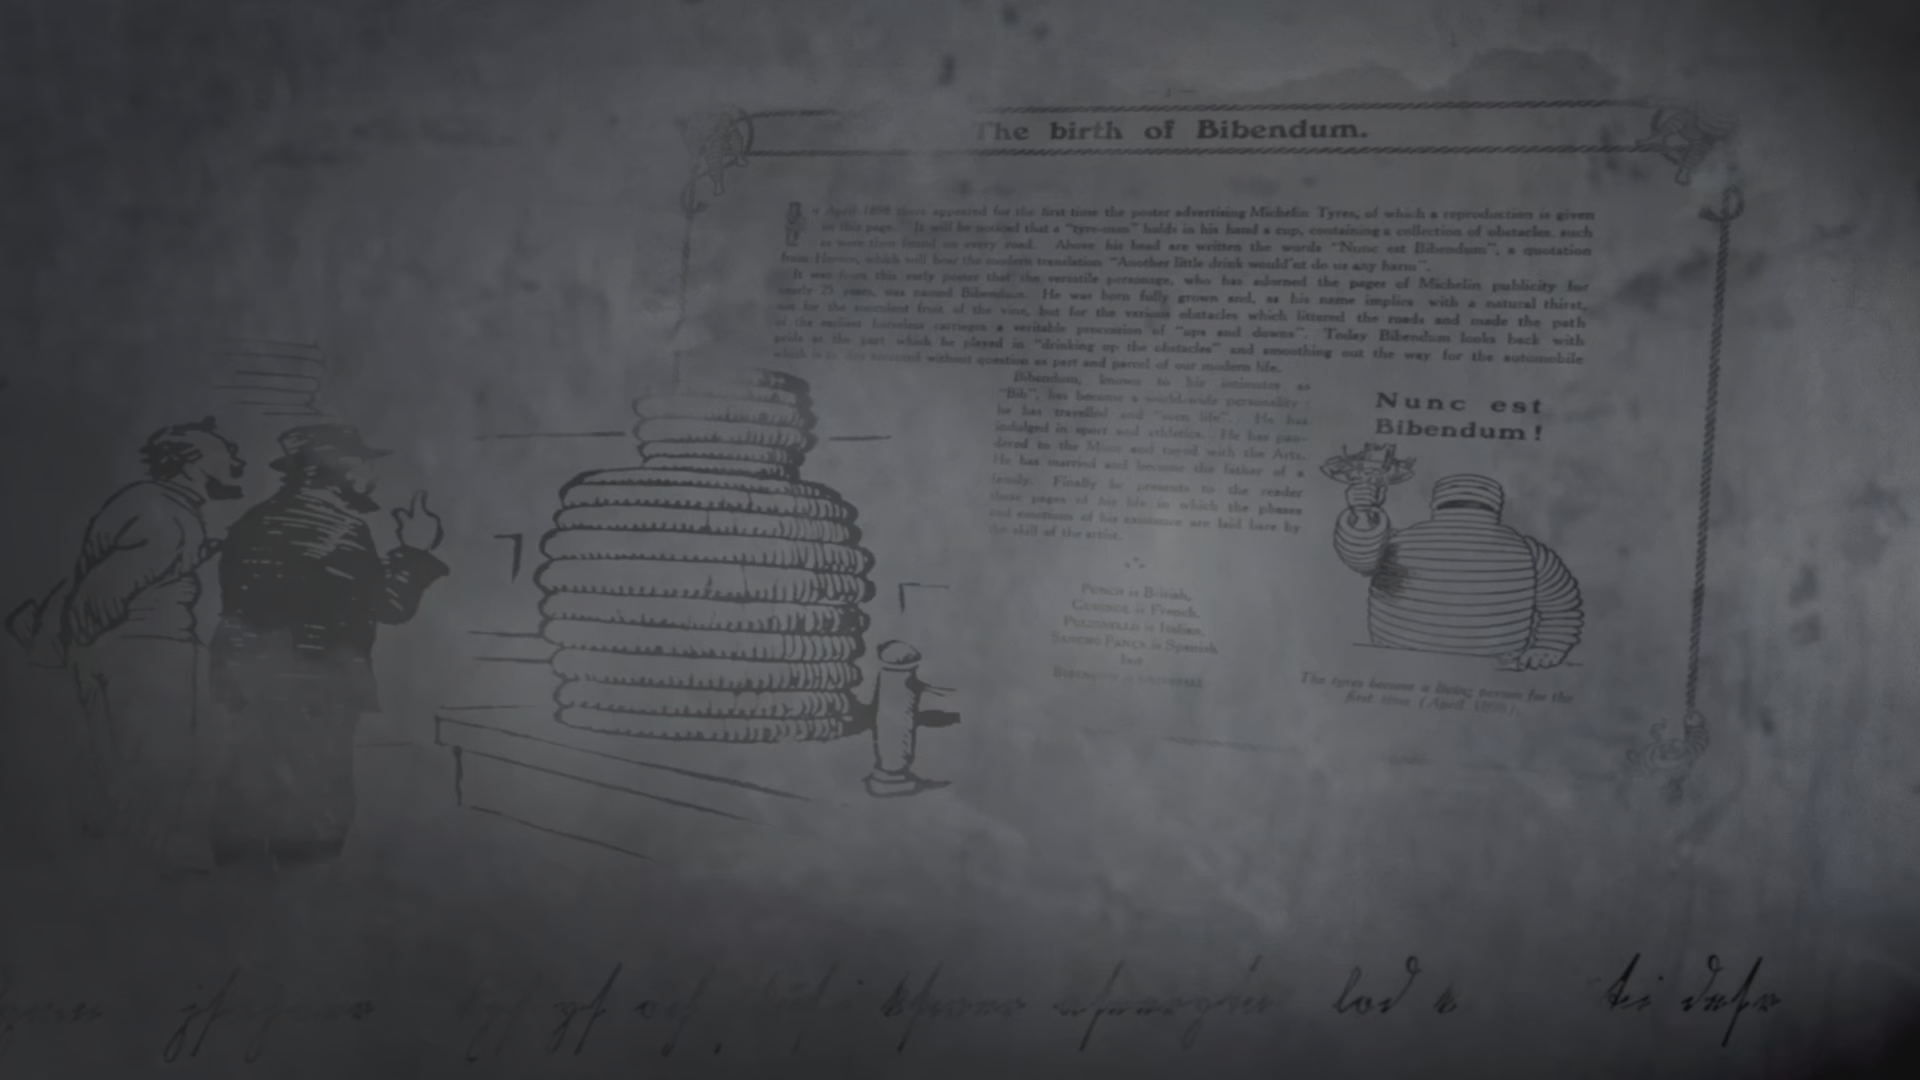 The birth of Bibendum.
April 1898 there appeared for the first time the poster advertising Michelin Tyres, of which a reproduction is given
on this page. It will be noticed that a "tyre-man" holds in his hand a cup, containing a collection of obstacles, such
as were then found on every road. Above his head are written the words "Nunc est Bibendum", a quotation
from which will bear the modern translation "Another little drink would'nt do us any harm".
It was from this early poster that the versatile personage, who has adorned the pages of Michelin publicity for
nearly 25 years, was named Bibendum. He was born fully grown and, as his name implies with a natural thirst,
not for the succulent fruit of the vine, but for the various obstacles which littered the roads and made the path
of the earliest horseless carriages a veritable procession of "ups and downs". Today Bibendum looks back with
pride at the part which he played in "drinking up the obstacles" and smoothing out the way for the automobile
which is to day accepted without question as part and parcel of our modern life.
Bibendum, known to his intimates as
"Bib", has become a world-wide personality:
he has travelled and "seen life". He has
indulged in sport and athletics. He has pan-
dered to the Muses and toyed with the Arts.
He has married and become the father of a
family. Finally he presents to the reader
these pages of his life in which the phases
and emotions of his existence are laid bare by
the skill of the artist.
Nunc est
Bibendum!
PUNCH is British,
GUIGNOL is French,
PULCINELLO is Italian,
SANCHO PANÇA is Spanish
but
The tyres become a living person for the
first time (April 1898).